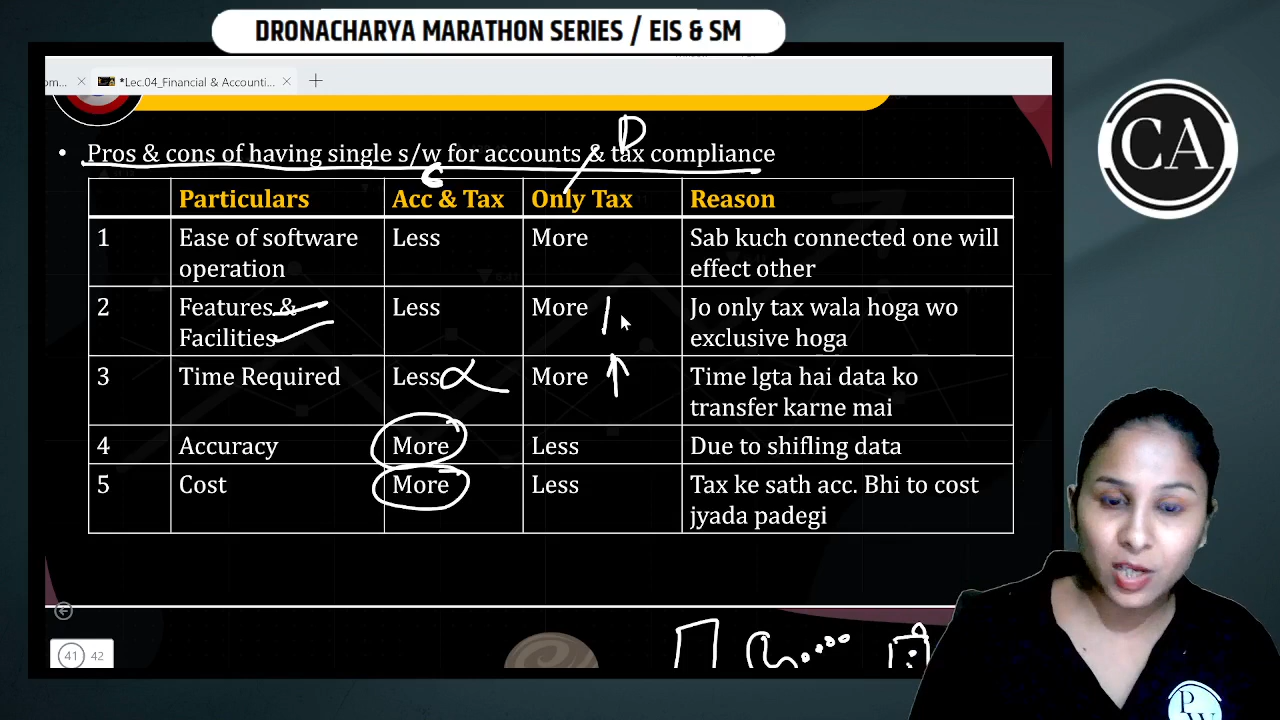 DRONACHARYA MARATHON SERIES / EIS & SM
om...
*Lec.04_Financial & Accounti...
CA
D
• Pros & cons of having single s/w for accounts & tax compliance
C
Particulars Acc & Tax Only Tax Reason
1 Ease of software Less More Sab kuch connected one will
operation effect other
2 Features & Less More Jo only tax wala hoga wo
Facilities exclusive hoga
3 Time Required Less More Time lgta hai data ko
transfer karne mai
4 Accuracy More Less Due to shifling data
5 Cost More Less Tax ke sath acc. Bhi to cost
jyada padegi
41 42
P
W